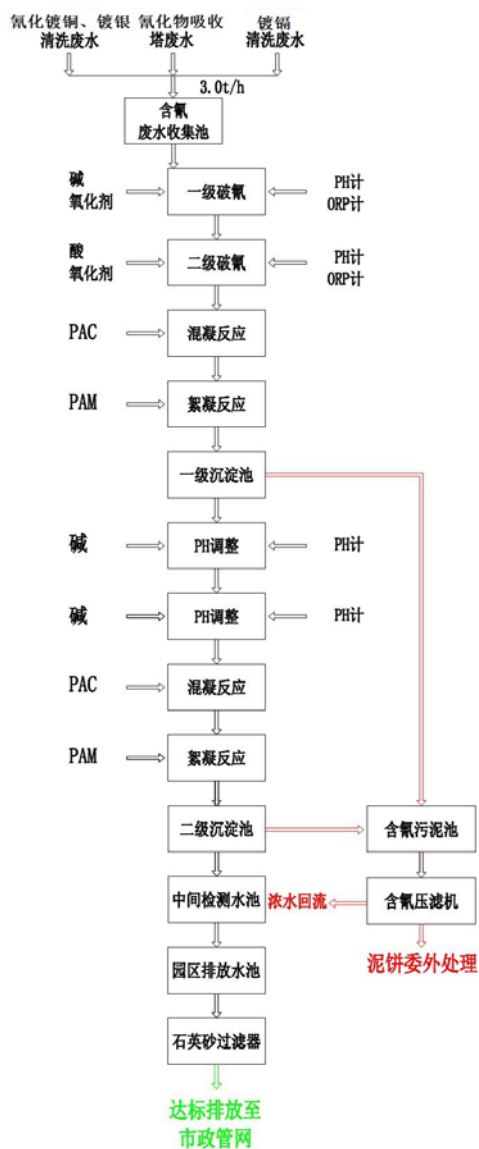 氰化镀铜、镀银
清洗废水
氰化物吸收
塔废水
镀镉
清洗废水
3.0t/h
含氰
废水收集池
碱
氧化剂
一级破氰
PH计
ORP计
酸
氧化剂
二级破氰
PH计
ORP计
PAC
混凝反应
PAM
絮凝反应
一级沉淀池
碱
PH调整
PH计
碱
PH调整
PH计
PAC
混凝反应
PAM
絮凝反应
二级沉淀池
含氰污泥池
中间检测水池
浓水回流
含氰压滤机
园区排放水池
泥饼委外处理
石英砂过滤器
达标排放至
市政管网